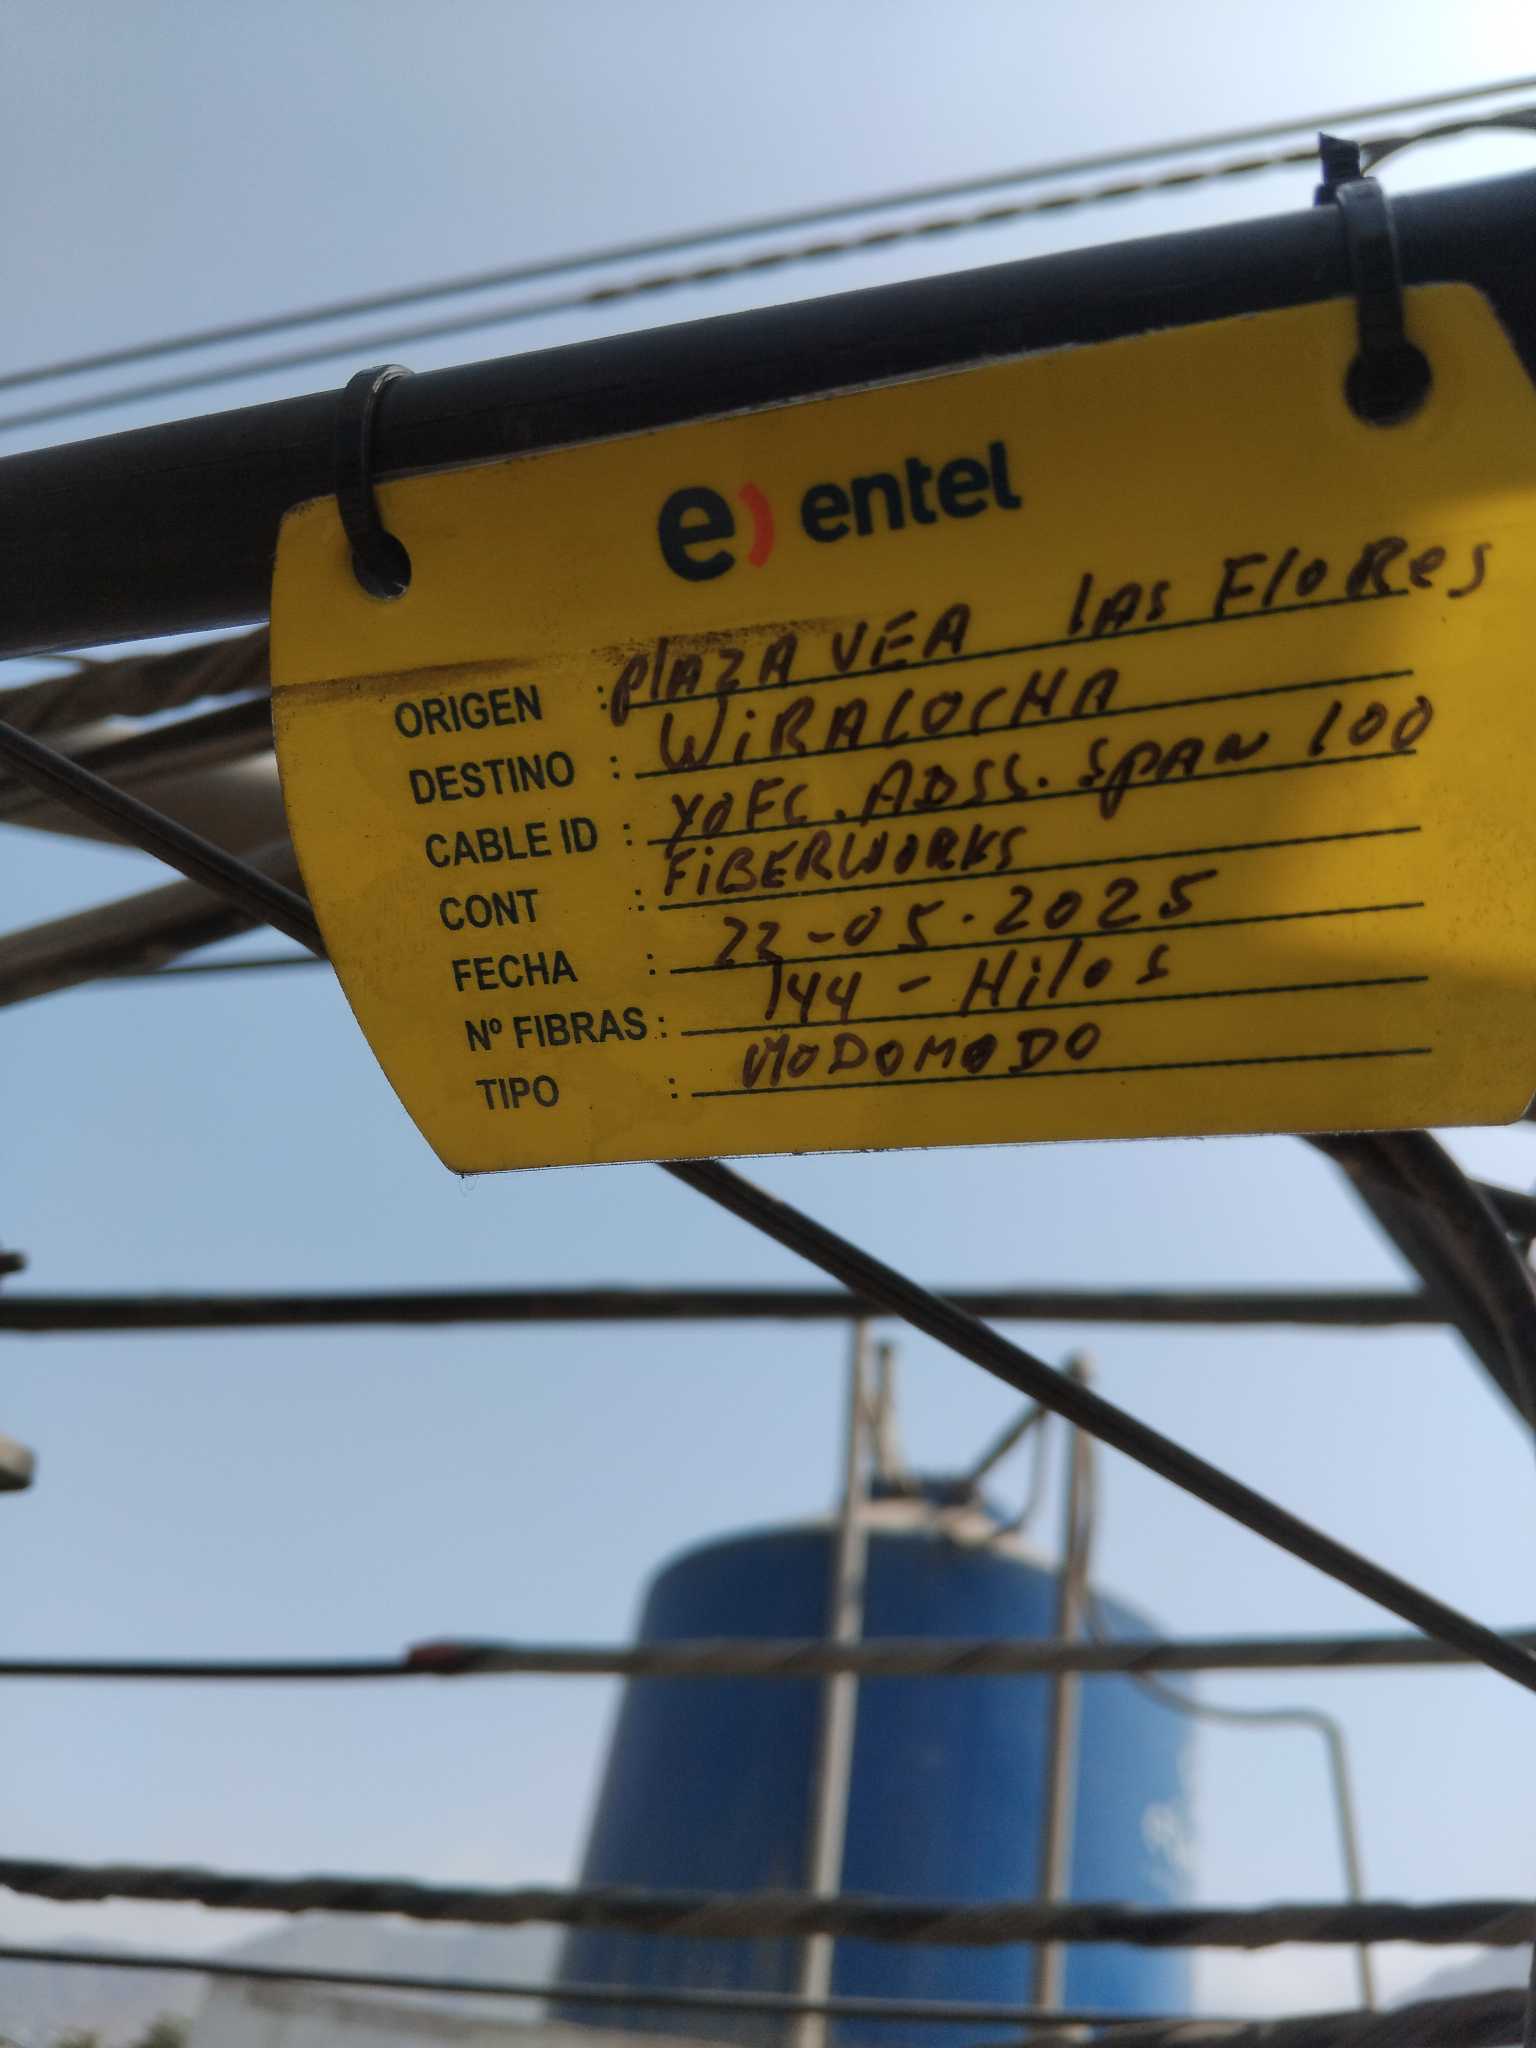 e) entel
ORIGEN : Plaza VEA las Flores
DESTINO : WiRALOCHA
CABLE ID : YOFC. ADSS. SPAN 100
CONT : FiBERWORKS
FECHA : 22-05.2025
Nº FIBRAS : 144 - Hilos
TIPO : MODOMODO